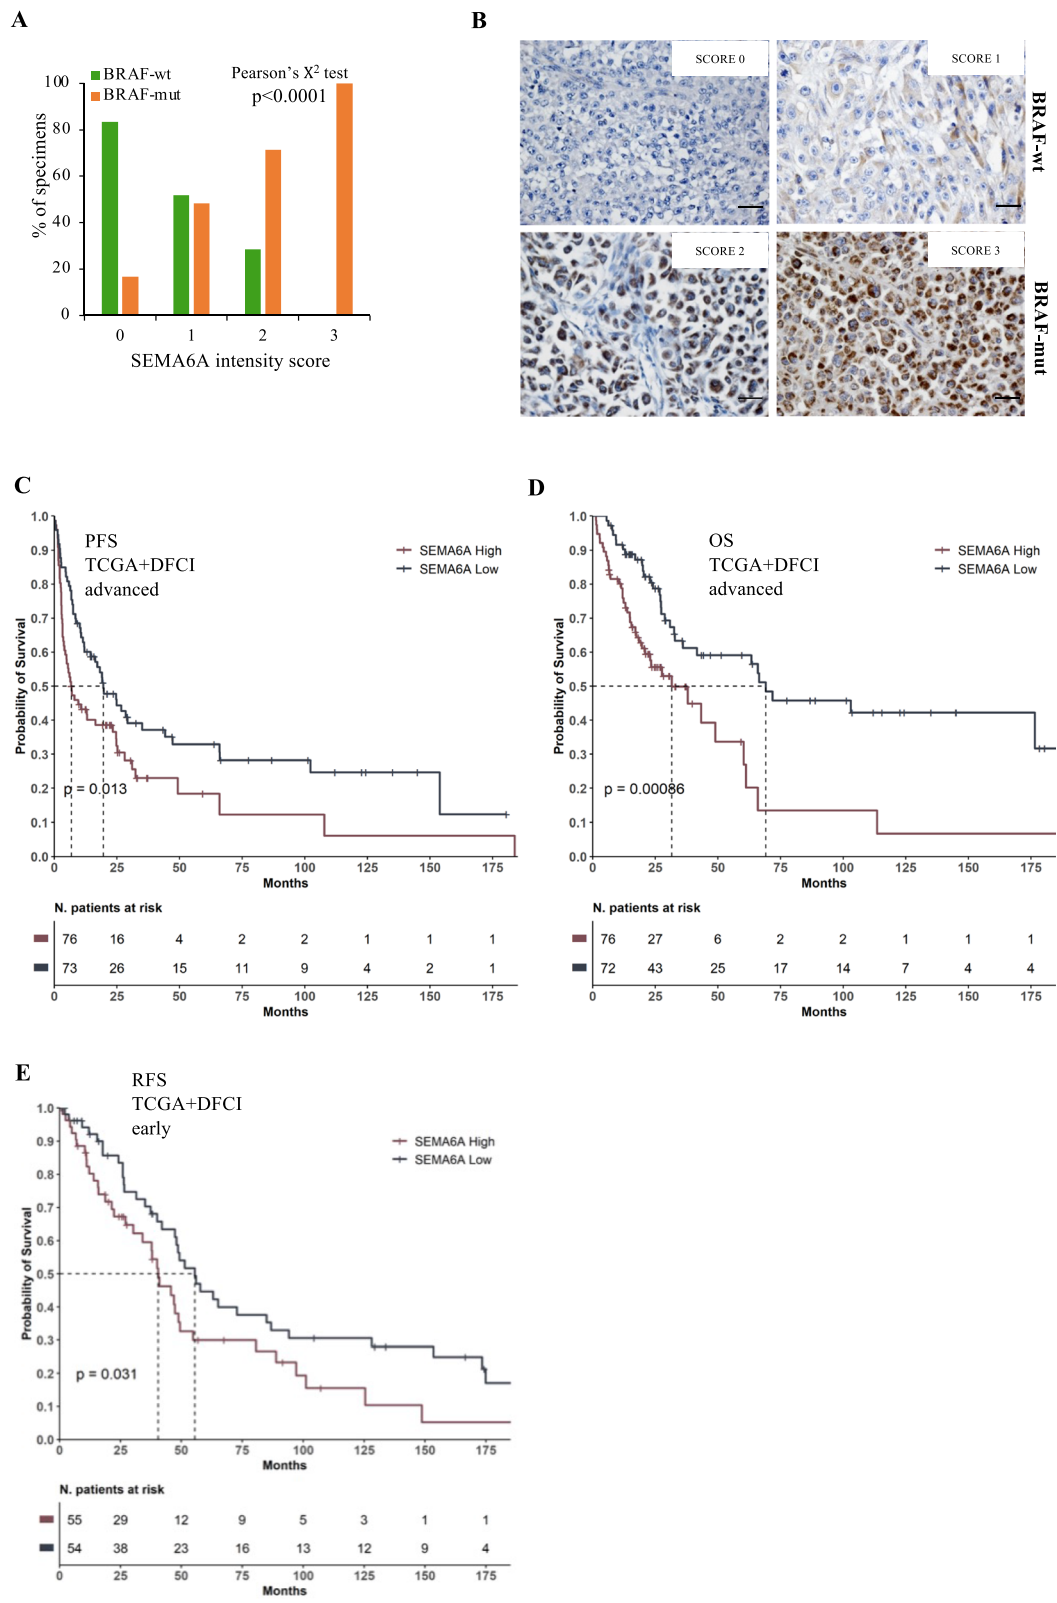 A
BRAF-wt
BRAF-mut
Pearson's X² test
p<0.0001
% of specimens
100
80
60
40
20
0
0 1 2 3
SEMA6A intensity score
B
SCORE 0
SCORE 1
BRAF-wt
SCORE 2
SCORE 3
BRAF-mut
C
PFS
TCGA+DFCI
advanced
SEMA6A High
SEMA6A Low
Probability of Survival
1.0
0.9
0.8
0.7
0.6
0.5
0.4
0.3
0.2
0.1
0.0
p = 0.013
0 25 50 75 100 125 150 175
Months
N. patients at risk
76 16 4 2 2 1 1 1
73 26 15 11 9 4 2 1
0 25 50 75 100 125 150 175
Months
D
OS
TCGA+DFCI
advanced
SEMA6A High
SEMA6A Low
Probability of Survival
1.0
0.9
0.8
0.7
0.6
0.5
0.4
0.3
0.2
0.1
0.0
p = 0.00086
0 25 50 75 100 125 150 175
Months
N. patients at risk
76 27 6 2 2 1 1 1
72 43 25 17 14 7 4 4
0 25 50 75 100 125 150 175
Months
E
RFS
TCGA+DFCI
early
SEMA6A High
SEMA6A Low
Probability of Survival
1.0
0.9
0.8
0.7
0.6
0.5
0.4
0.3
0.2
0.1
0.0
p = 0.031
0 25 50 75 100 125 150 175
Months
N. patients at risk
55 29 12 9 5 3 1 1
54 38 23 16 13 12 9 4
0 25 50 75 100 125 150 175
Months